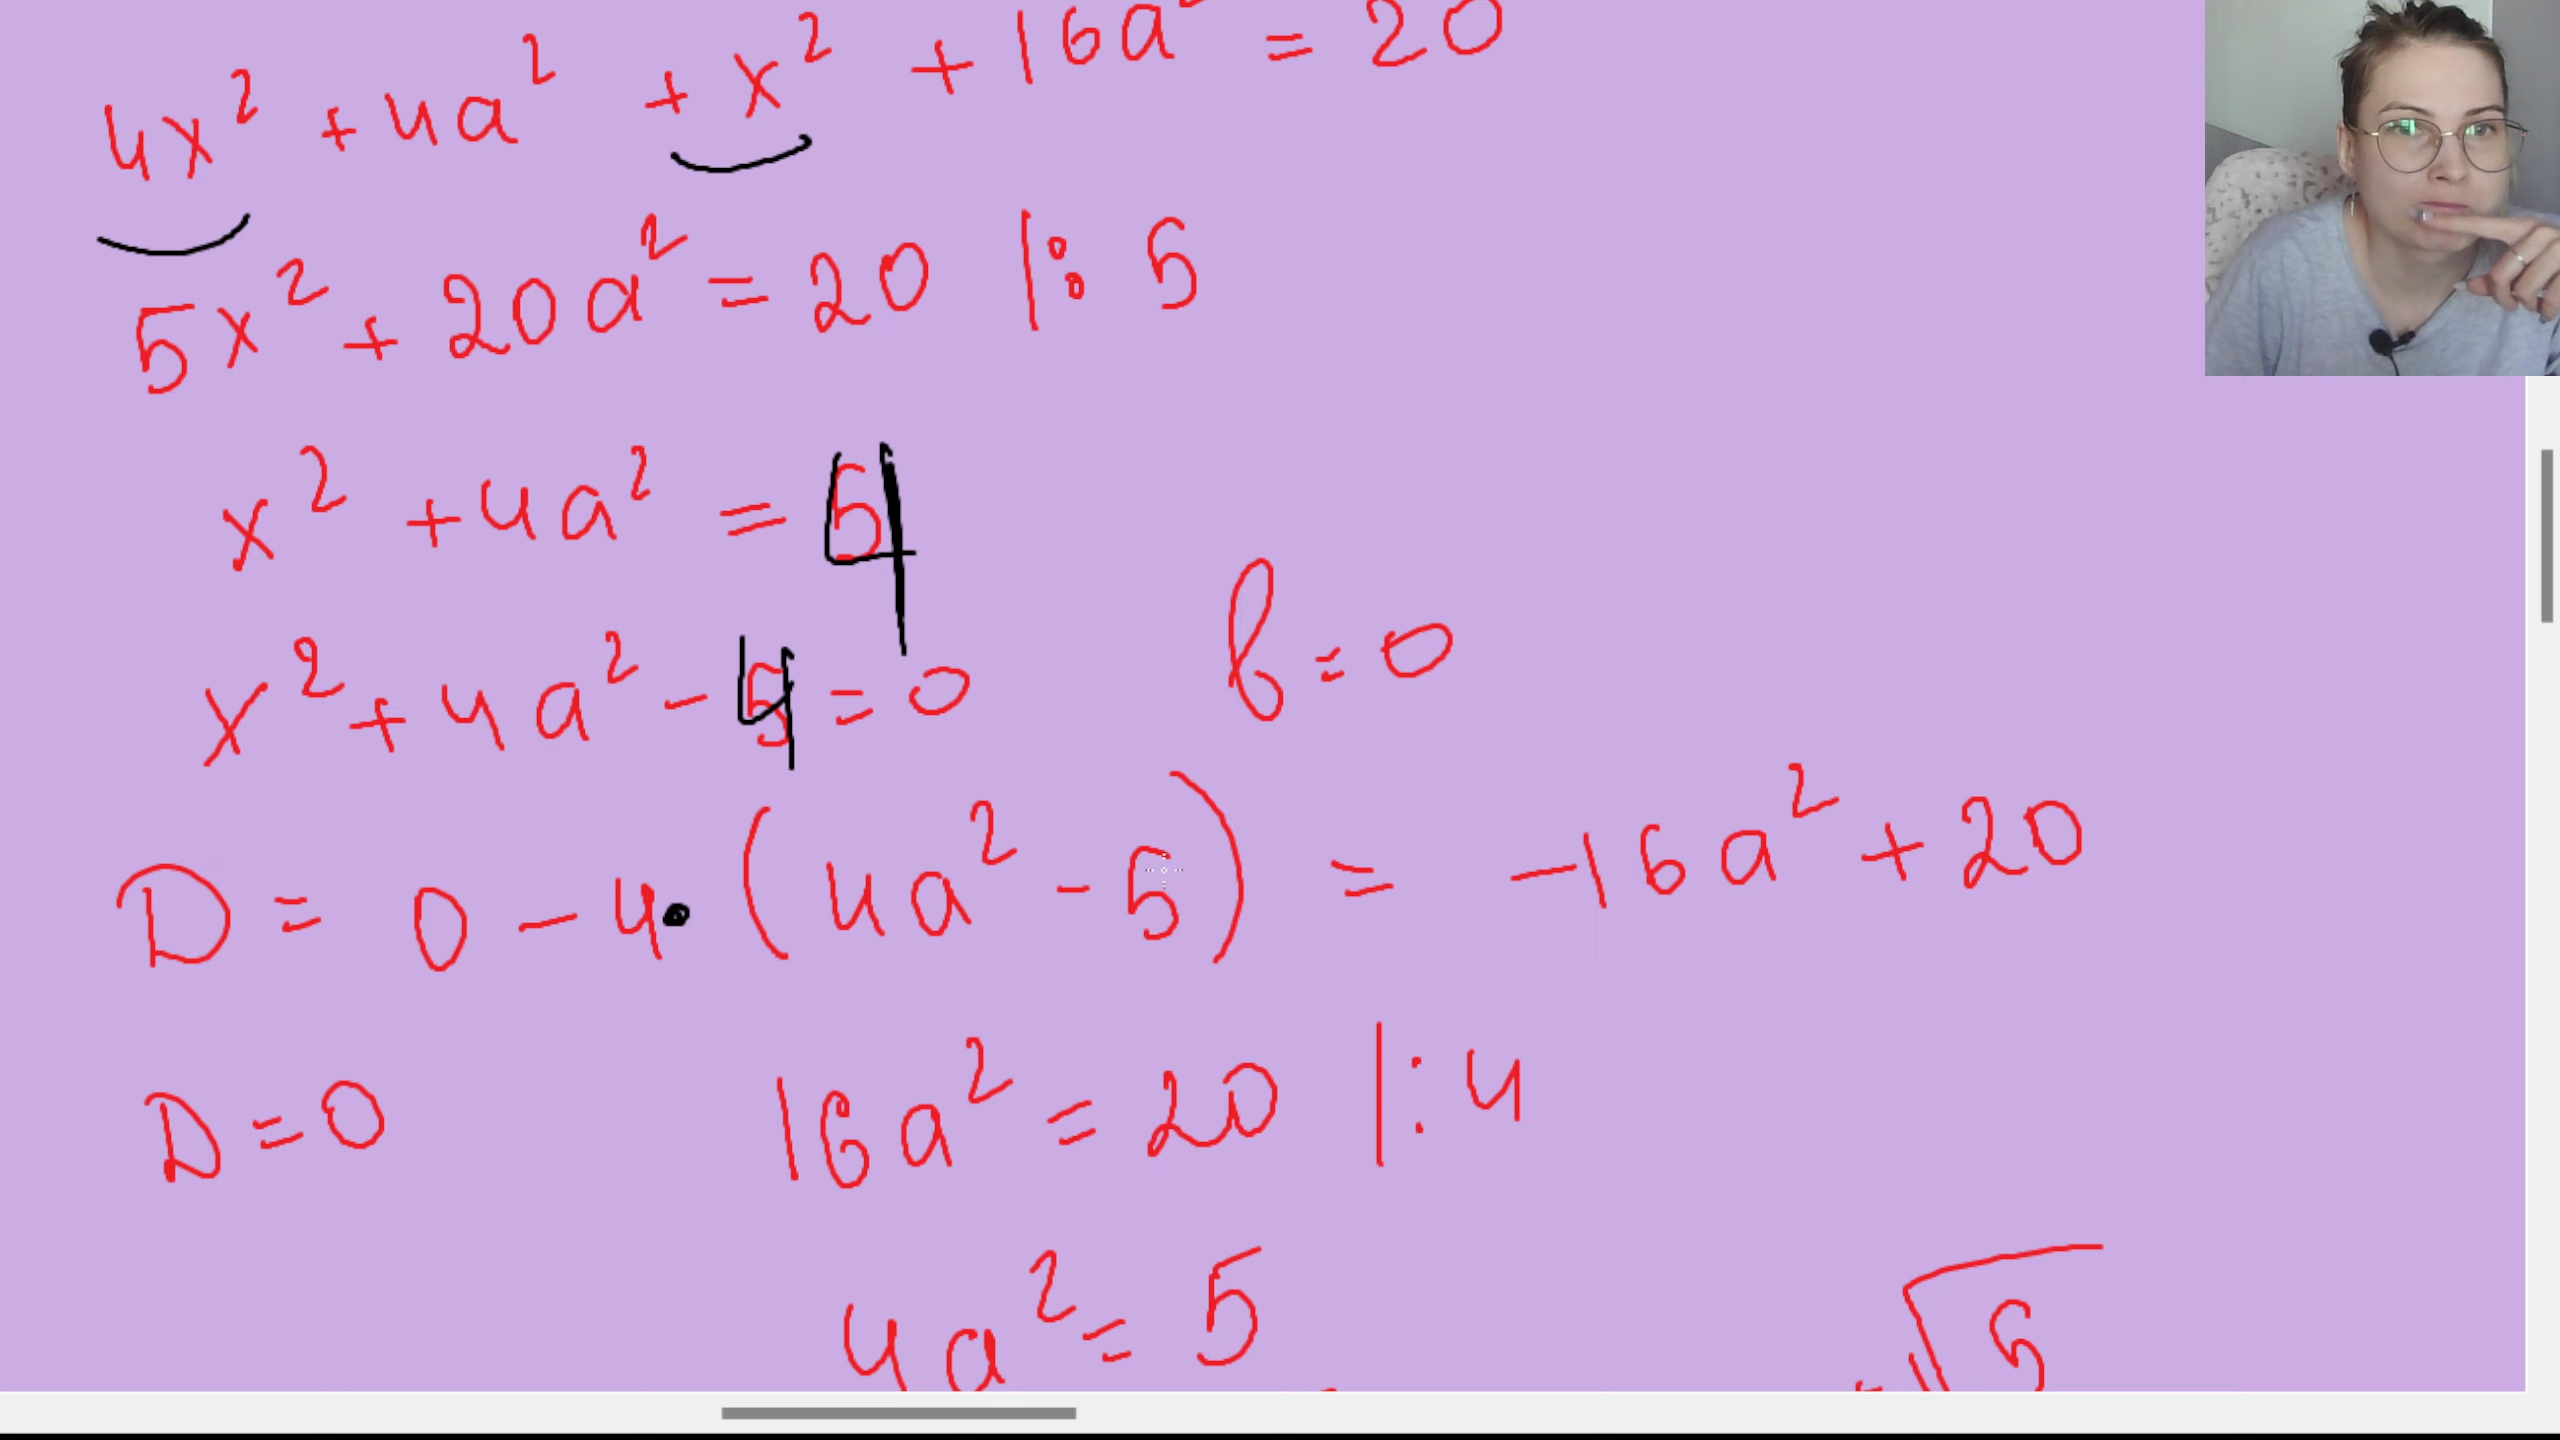 4x² + 4a² + x² + 16a² = 20
5x² + 20a² = 20 |: 5
x² + 4a² = 4
x² + 4a² - 4 = 0
b = 0
D = 0 - 4 · (4a² - 5) = -16a² + 20
D = 0
16a² = 20 |: 4
4a² = 5
√5